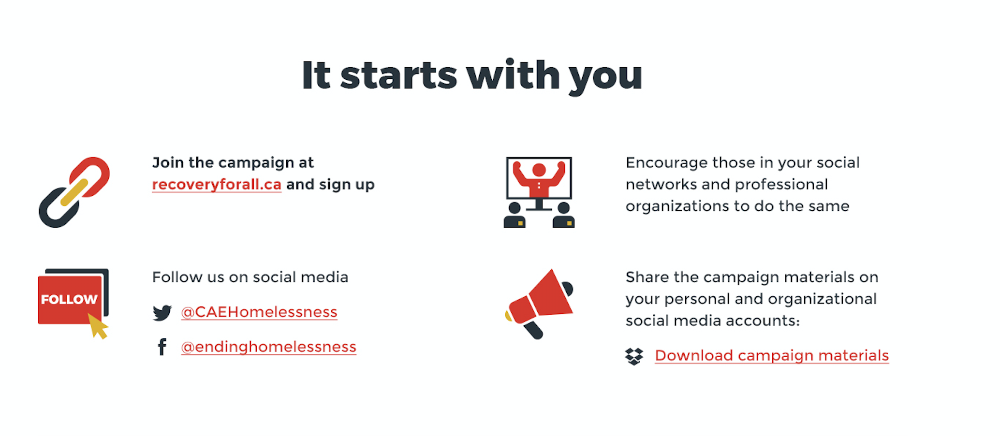 It starts with you
Join the campaign at
recoveryforall.ca and sign up
Encourage those in your social
networks and professional
organizations to do the same
FOLLOW
Follow us on social media
@CAEHomelessness
@endinghomelessness
Share the campaign materials on
your personal and organizational
social media accounts:
Download campaign materials